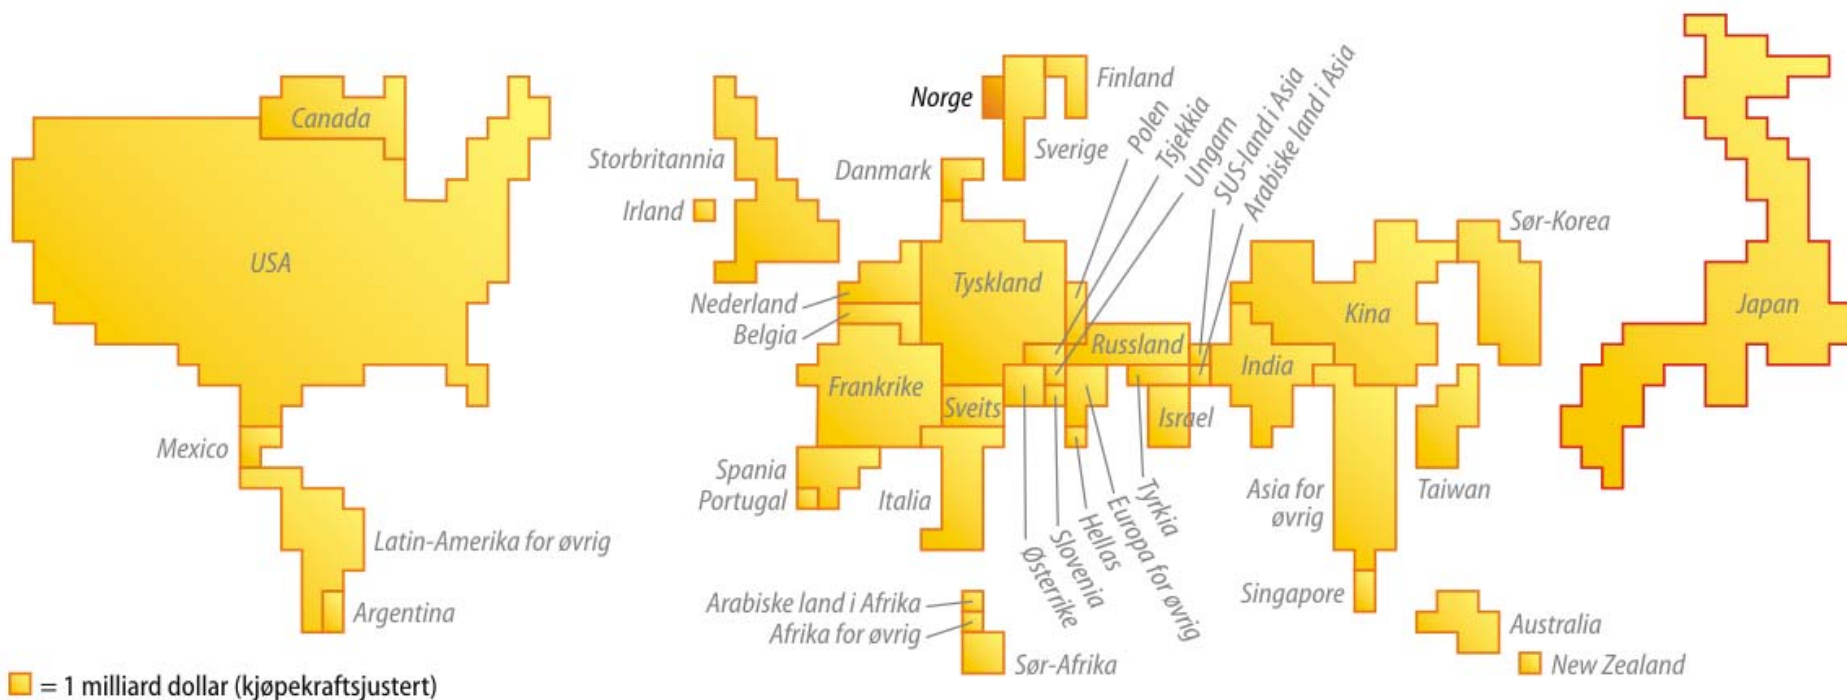 Canada
USA
Mexico
Latin-Amerika for øvrig
Argentina
= 1 milliard dollar (kjøpekraftsjustert)
Storbritannia
Irland
Norge
Finland
Sverige
Danmark
Nederland
Belgia
Tyskland
Polen
Tsjekkia
Ungarn
SUS-land i Asia
Arabiske land i Asia
Russland
Frankrike
Sveits
Israel
Spania
Portugal
Italia
Østerrike
Slovenia
Hellas
Europa for øvrig
Tyrkia
Arabiske land i Afrika
Afrika for øvrig
Sør-Afrika
Sør-Korea
Kina
India
Japan
Asia for
øvrig
Taiwan
Singapore
Australia
New Zealand